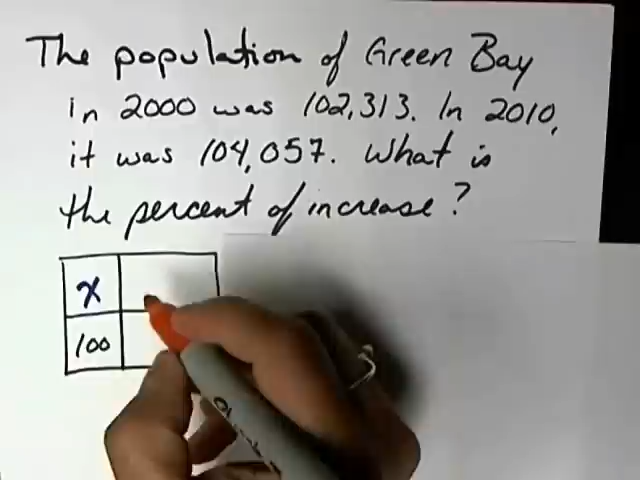 The population of Green Bay
in 2000 was 102,313. In 2010,
it was 104,057. What is
the percent of increase?
x
100